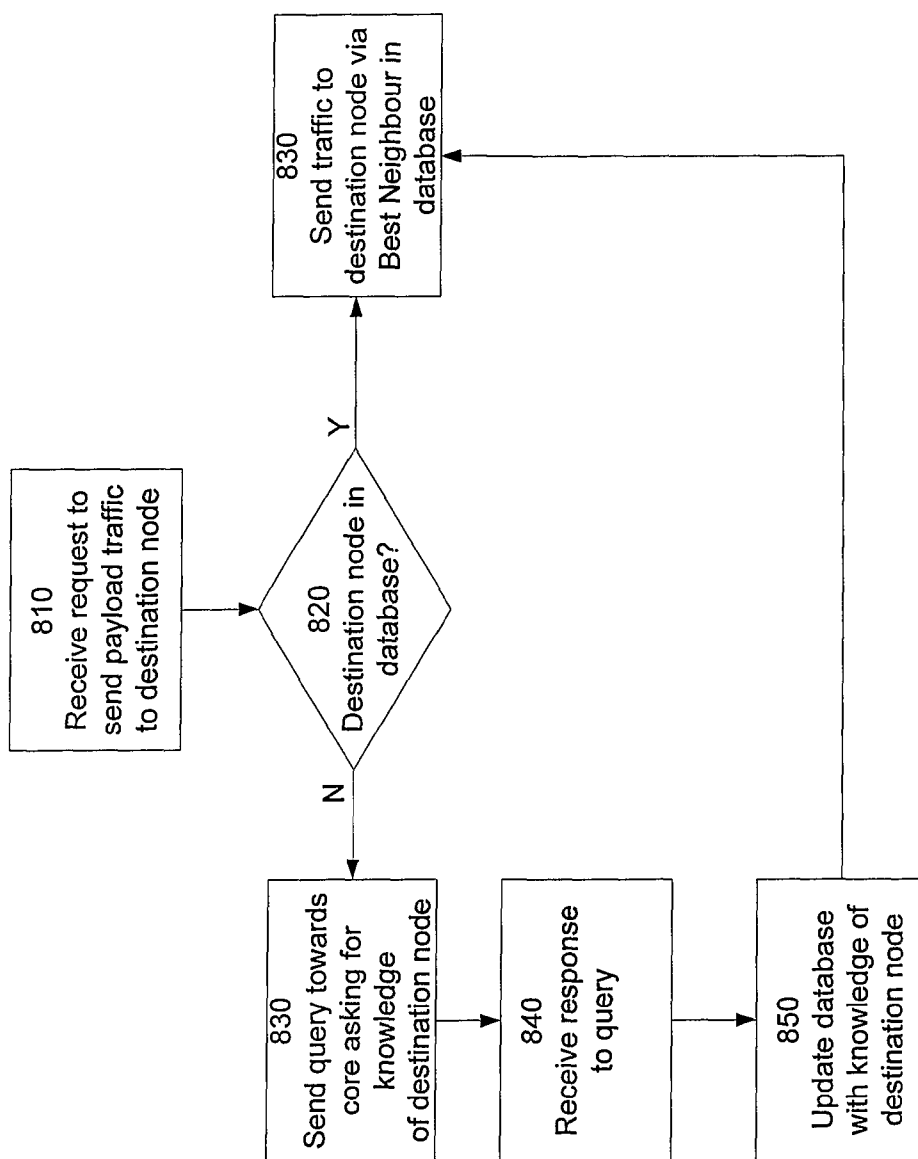 810
Receive request to
send payload traffic
to destination node
820
Destination node in
database?
Y
N
830
Send traffic to
destination node via
Best Neighbour in
database
830
Send query towards
core asking for
knowledge
of destination node
840
Receive response
to query
850
Update database
with knowledge of
destination node